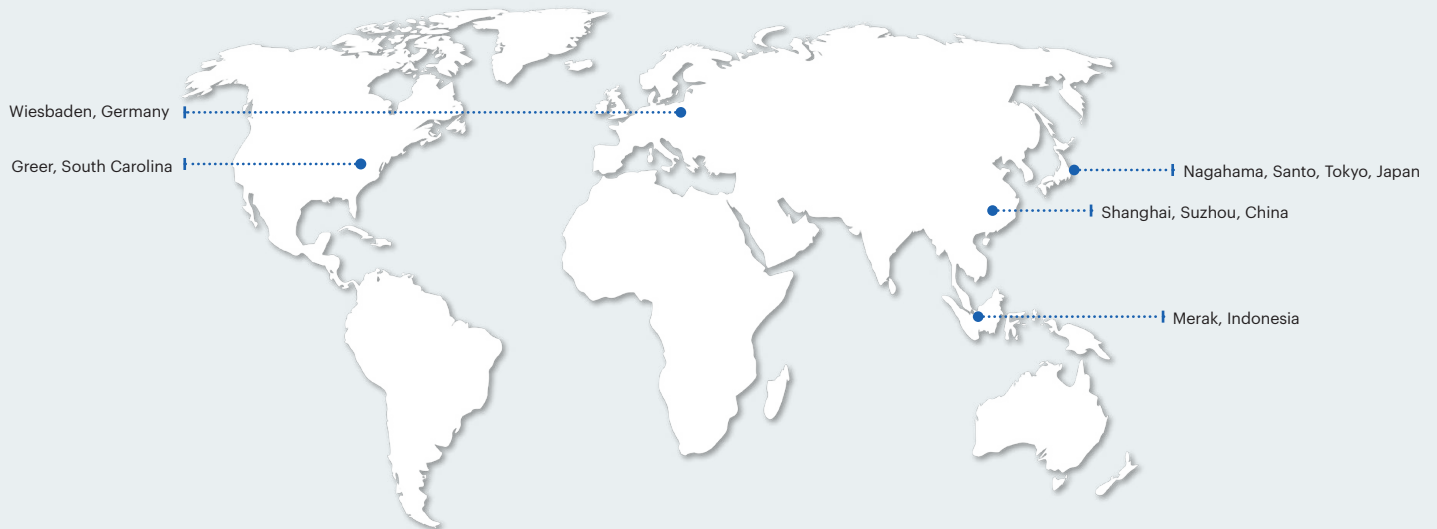 Wiesbaden, Germany
Greer, South Carolina
Nagahama, Santo, Tokyo, Japan
Shanghai, Suzhou, China
Merak, Indonesia